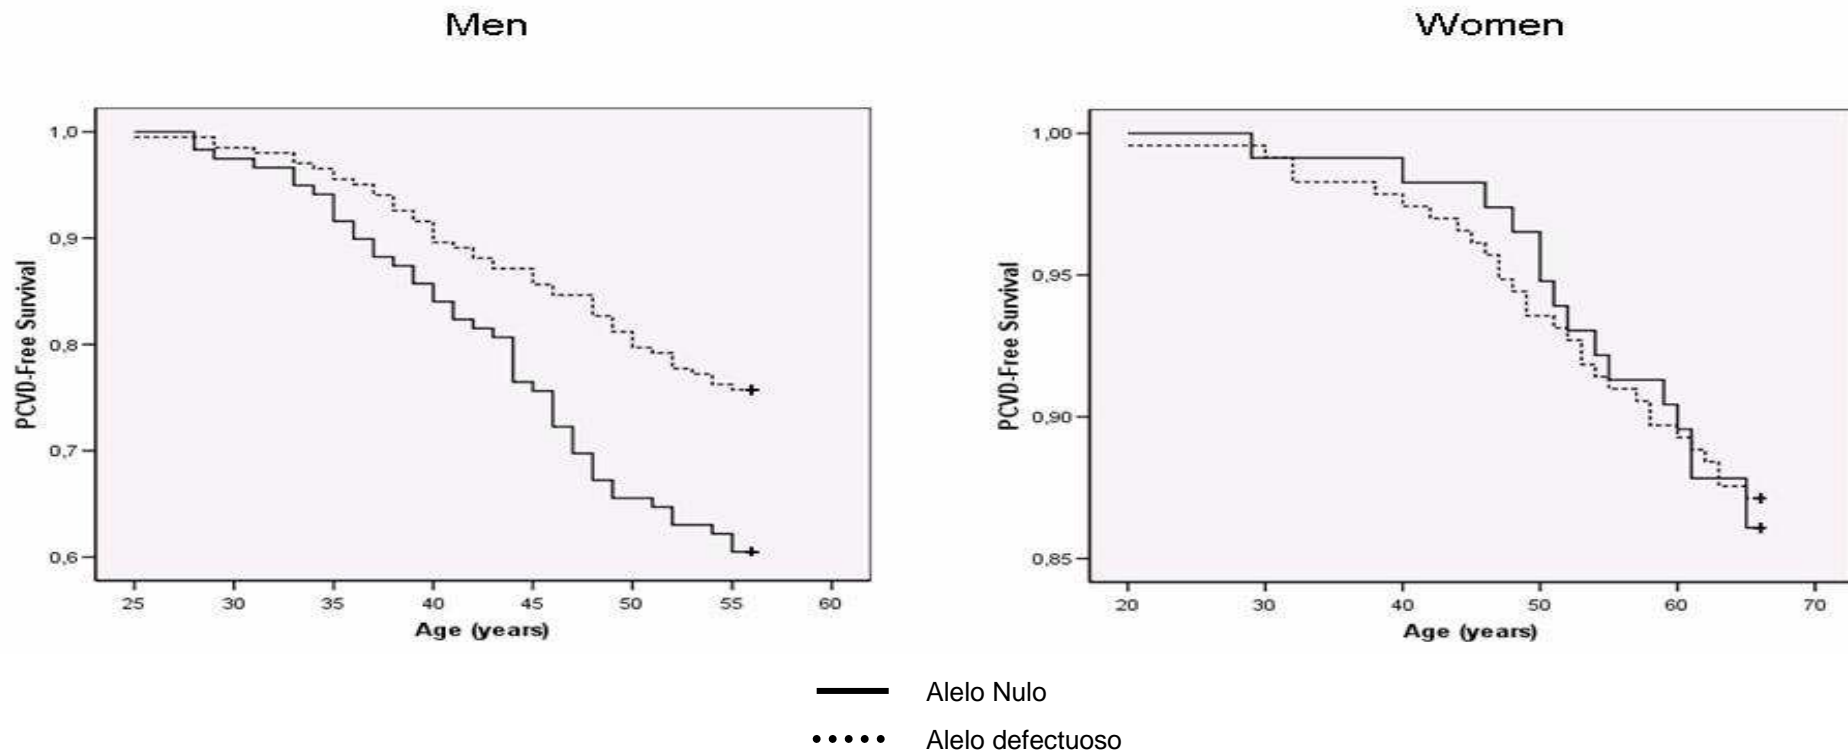 Men
Women
1,0
0,9
0,8
0,7
0,6
PCVD-Free Survival
25 30 35 40 45 50 55 60
Age (years)
1,00
0,95
0,90
0,85
PCVD-Free Survival
20 30 40 50 60 70
Age (years)
Alelo Nulo
Alelo defectuoso